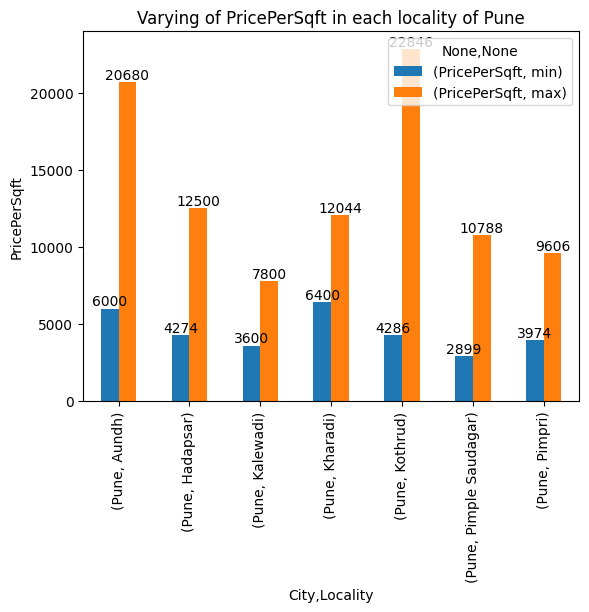 Varying of PricePerSqft in each locality of Pune
None,None
(PricePerSqft, min)
(PricePerSqft, max)
PricePerSqft
20000
15000
10000
5000
0
6000
20680
4274
12500
3600
7800
6400
12044
4286
22846
2899
10788
3974
9606
(Pune, Aundh)
(Pune, Hadapsar)
(Pune, Kalewadi)
(Pune, Kharadi)
(Pune, Kothrud)
(Pune, Pimple Saudagar)
(Pune, Pimpri)
City,Locality